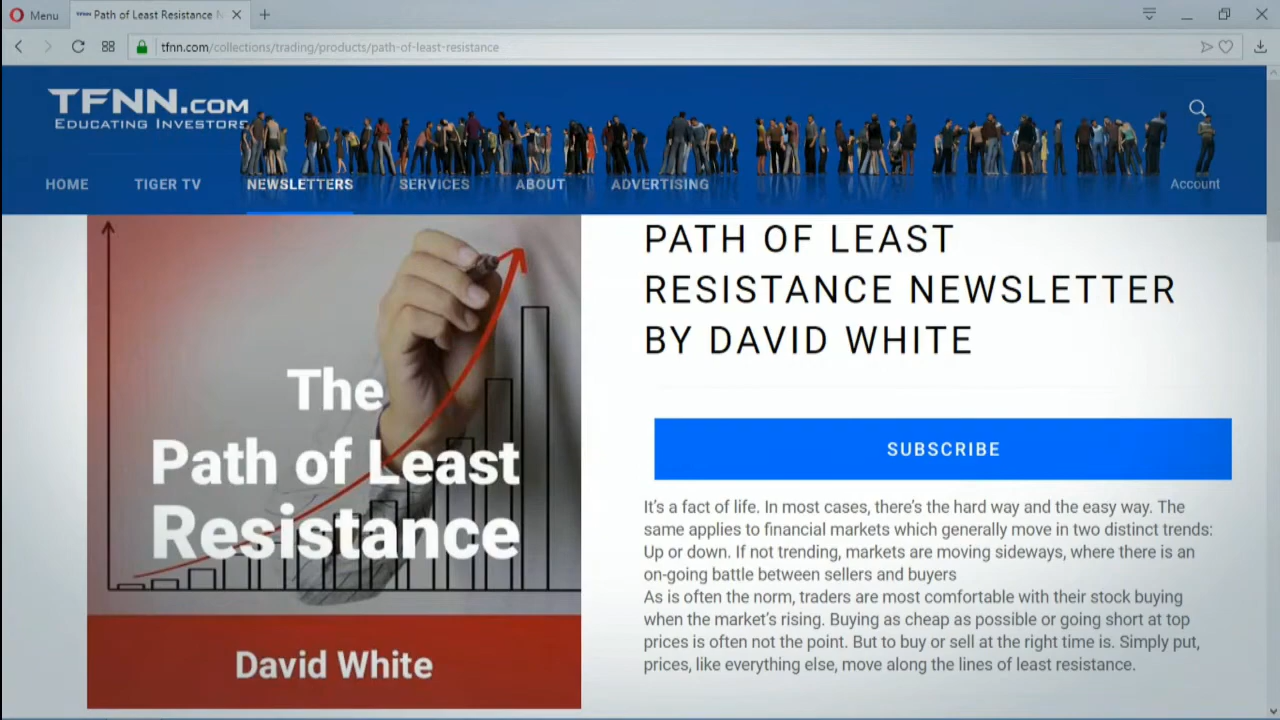 Menu
Path of Least Resistance N
tfnn.com/collections/trading/products/path-of-least-resistance
TFNN.COM
EDUCATING INVESTORS
HOME
TIGER TV
NEWSLETTERS
SERVICES
ABOUT
ADVERTISING
Account
The
Path of Least
Resistance
David White
PATH OF LEAST
RESISTANCE NEWSLETTER
BY DAVID WHITE
SUBSCRIBE
It's a fact of life. In most cases, there's the hard way and the easy way. The
same applies to financial markets which generally move in two distinct trends:
Up or down. If not trending, markets are moving sideways, where there is an
on-going battle between sellers and buyers
As is often the norm, traders are most comfortable with their stock buying
when the market's rising. Buying as cheap as possible or going short at top
prices is often not the point. But to buy or sell at the right time is. Simply put,
prices, like everything else, move along the lines of least resistance.